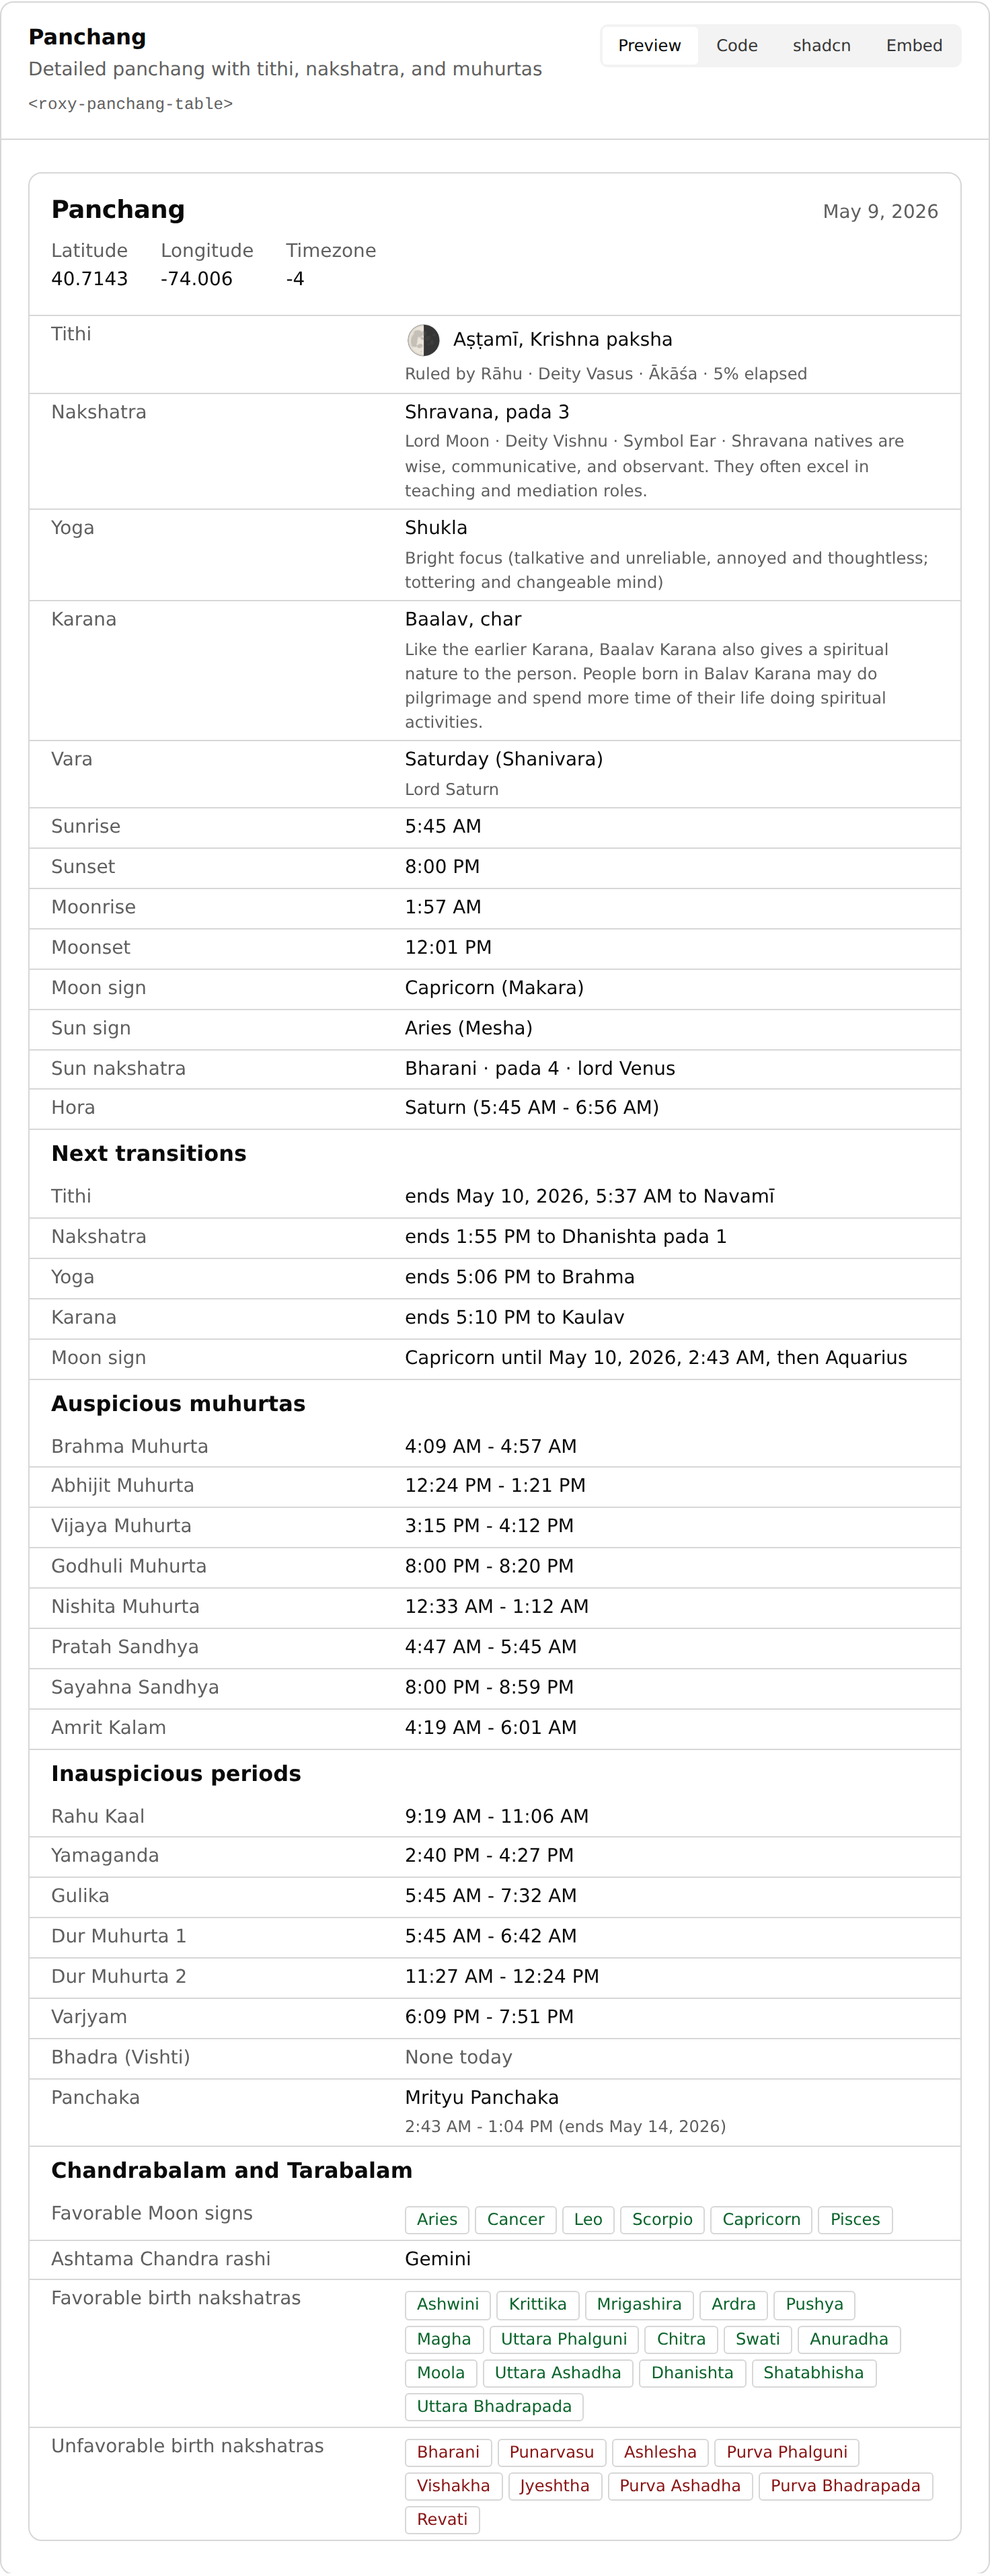 Panchang
Preview Code shadcn Embed
Detailed panchang with tithi, nakshatra, and muhurtas
<roxy-panchang-table>
Panchang
May 9, 2026
Latitude Longitude Timezone
40.7143 -74.006 -4
Tithi
Aṣṭamī, Krishna paksha
Ruled by Rāhu · Deity Vasus · Ākāśa · 5% elapsed
Nakshatra
Shravana, pada 3
Lord Moon · Deity Vishnu · Symbol Ear · Shravana natives are
wise, communicative, and observant. They often excel in
teaching and mediation roles.
Yoga
Shukla
Bright focus (talkative and unreliable, annoyed and thoughtless;
tottering and changeable mind)
Karana
Baalav, char
Like the earlier Karana, Baalav Karana also gives a spiritual
nature to the person. People born in Balav Karana may do
pilgrimage and spend more time of their life doing spiritual
activities.
Vara
Saturday (Shanivara)
Lord Saturn
Sunrise 5:45 AM
Sunset 8:00 PM
Moonrise 1:57 AM
Moonset 12:01 PM
Moon sign Capricorn (Makara)
Sun sign Aries (Mesha)
Sun nakshatra Bharani · pada 4 · lord Venus
Hora Saturn (5:45 AM - 6:56 AM)
Next transitions
Tithi ends May 10, 2026, 5:37 AM to Navamī
Nakshatra ends 1:55 PM to Dhanishta pada 1
Yoga ends 5:06 PM to Brahma
Karana ends 5:10 PM to Kaulav
Moon sign Capricorn until May 10, 2026, 2:43 AM, then Aquarius
Auspicious muhurtas
Brahma Muhurta 4:09 AM - 4:57 AM
Abhijit Muhurta 12:24 PM - 1:21 PM
Vijaya Muhurta 3:15 PM - 4:12 PM
Godhuli Muhurta 8:00 PM - 8:20 PM
Nishita Muhurta 12:33 AM - 1:12 AM
Pratah Sandhya 4:47 AM - 5:45 AM
Sayahna Sandhya 8:00 PM - 8:59 PM
Amrit Kalam 4:19 AM - 6:01 AM
Inauspicious periods
Rahu Kaal 9:19 AM - 11:06 AM
Yamaganda 2:40 PM - 4:27 PM
Gulika 5:45 AM - 7:32 AM
Dur Muhurta 1 5:45 AM - 6:42 AM
Dur Muhurta 2 11:27 AM - 12:24 PM
Varjyam 6:09 PM - 7:51 PM
Bhadra (Vishti) None today
Panchaka Mrityu Panchaka
2:43 AM - 1:04 PM (ends May 14, 2026)
Chandrabalam and Tarabalam
Favorable Moon signs Aries Cancer Leo Scorpio Capricorn Pisces
Ashtama Chandra rashi Gemini
Favorable birth nakshatras Ashwini Krittika Mrigashira Ardra Pushya
Magha Uttara Phalguni Chitra Swati Anuradha
Moola Uttara Ashadha Dhanishta Shatabhisha
Uttara Bhadrapada
Unfavorable birth nakshatras Bharani Punarvasu Ashlesha Purva Phalguni
Vishakha Jyeshtha Purva Ashadha Purva Bhadrapada
Revati